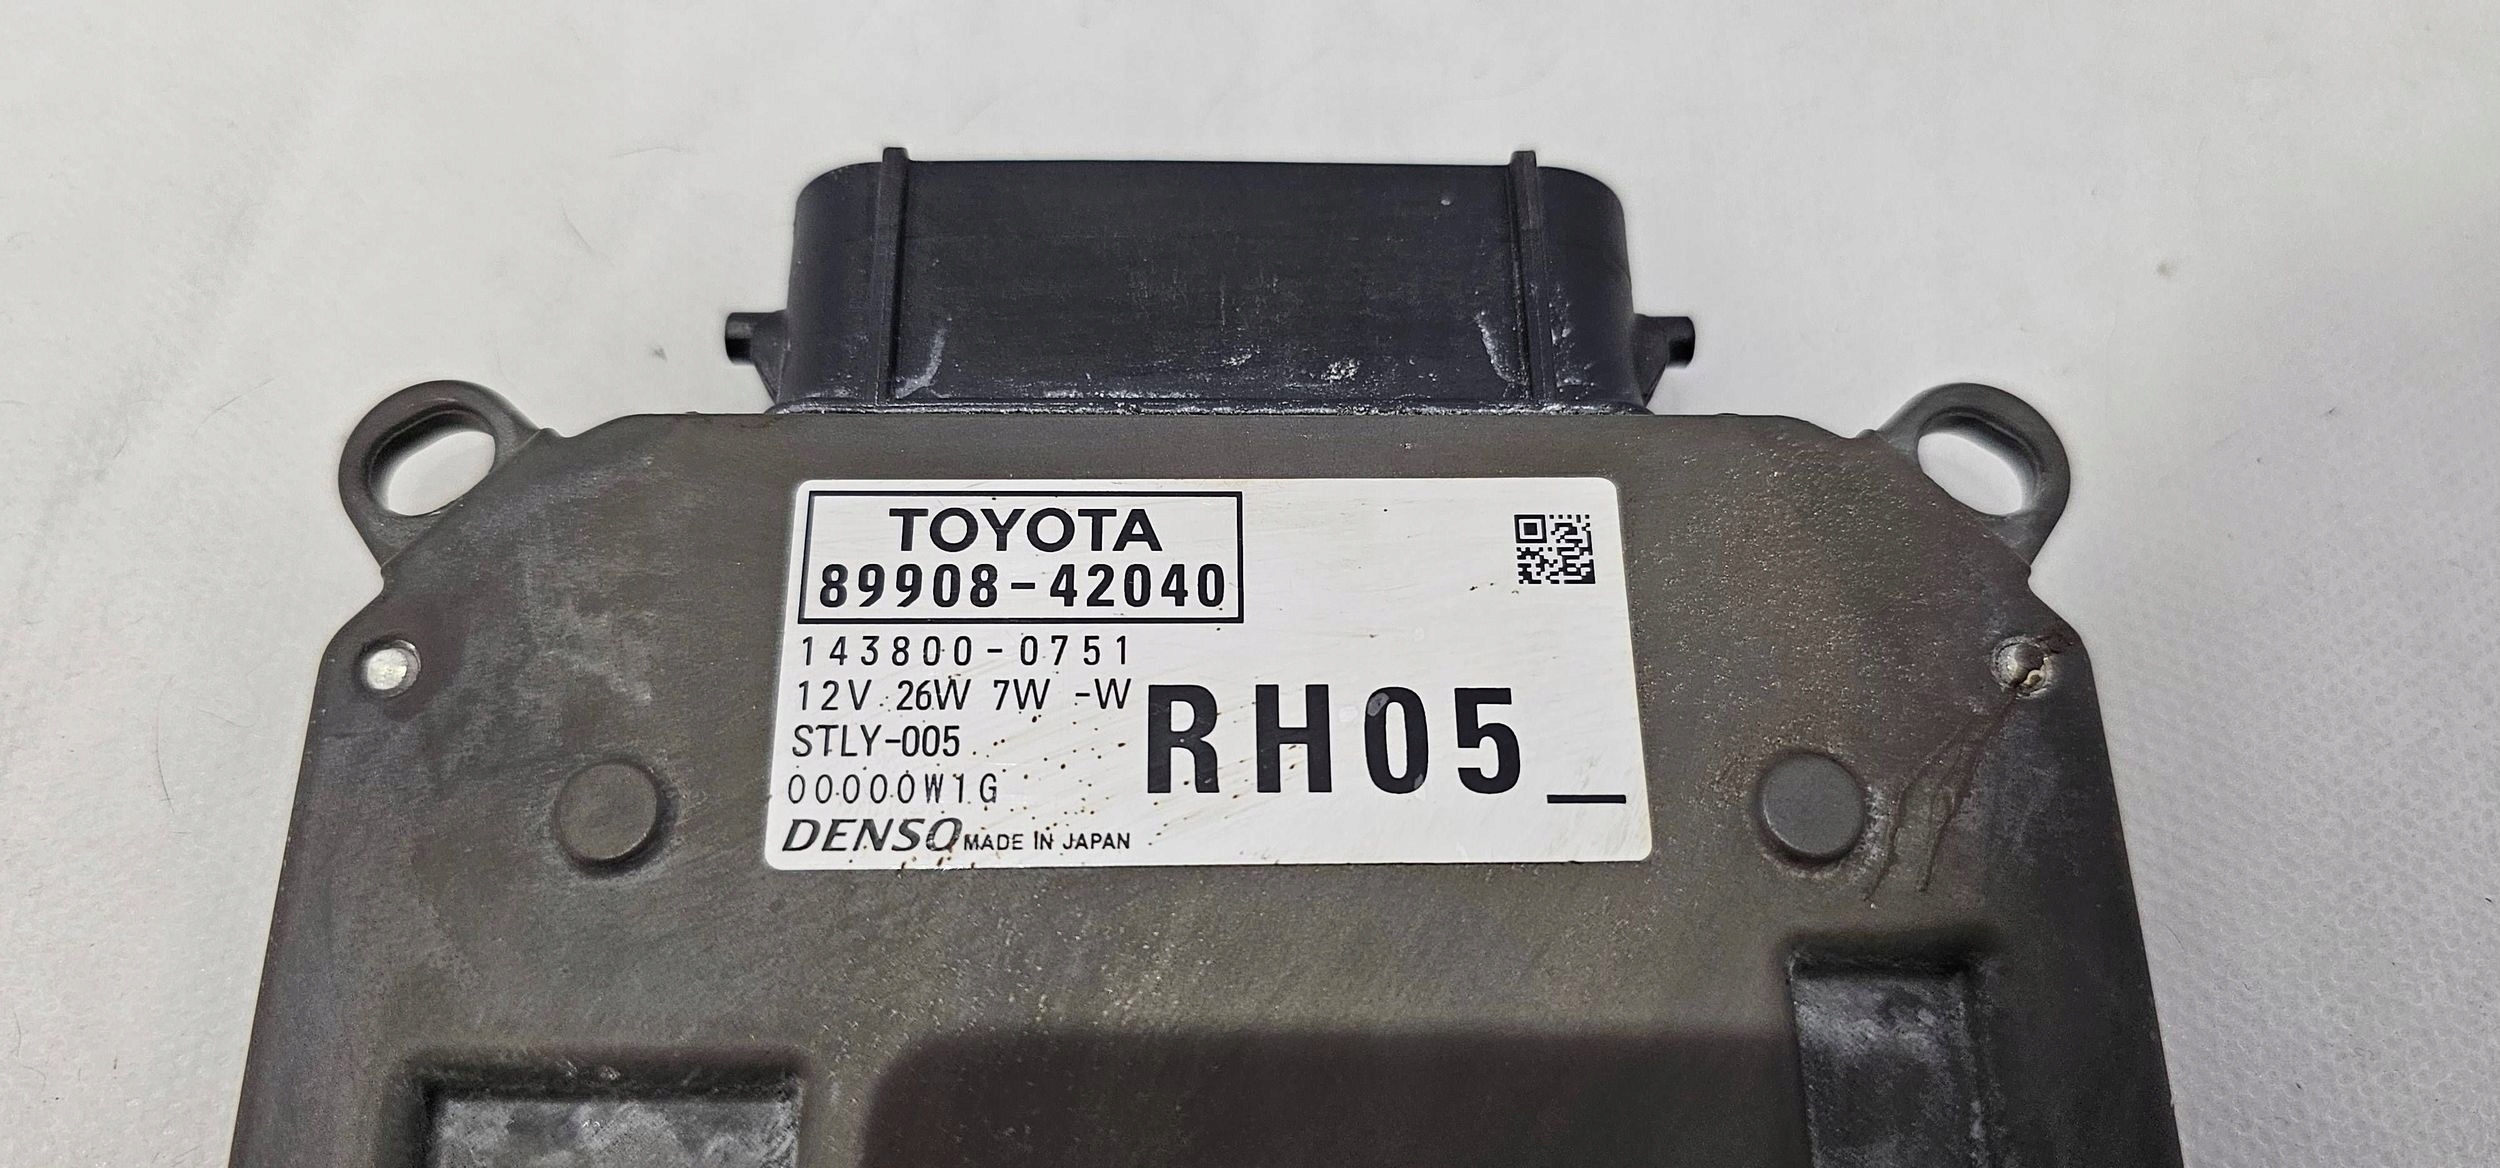 TOYOTA
89908-42040
143800-0751
12V 26W 7W -W
STLY-005
00000W1G
RH05_
DENSO MADE IN JAPAN